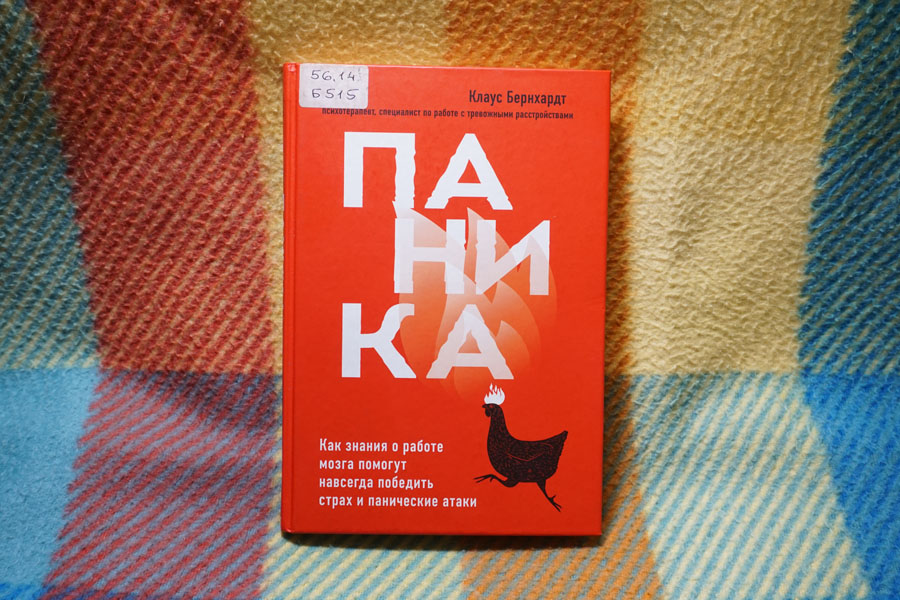 56.14
Б515
Клаус Бернхардт
психотерапевт, специалист по работе с тревожными расстройствами
ПА
НИ
КА
Как знания о работе
мозга помогут
навсегда победить
страх и панические атаки